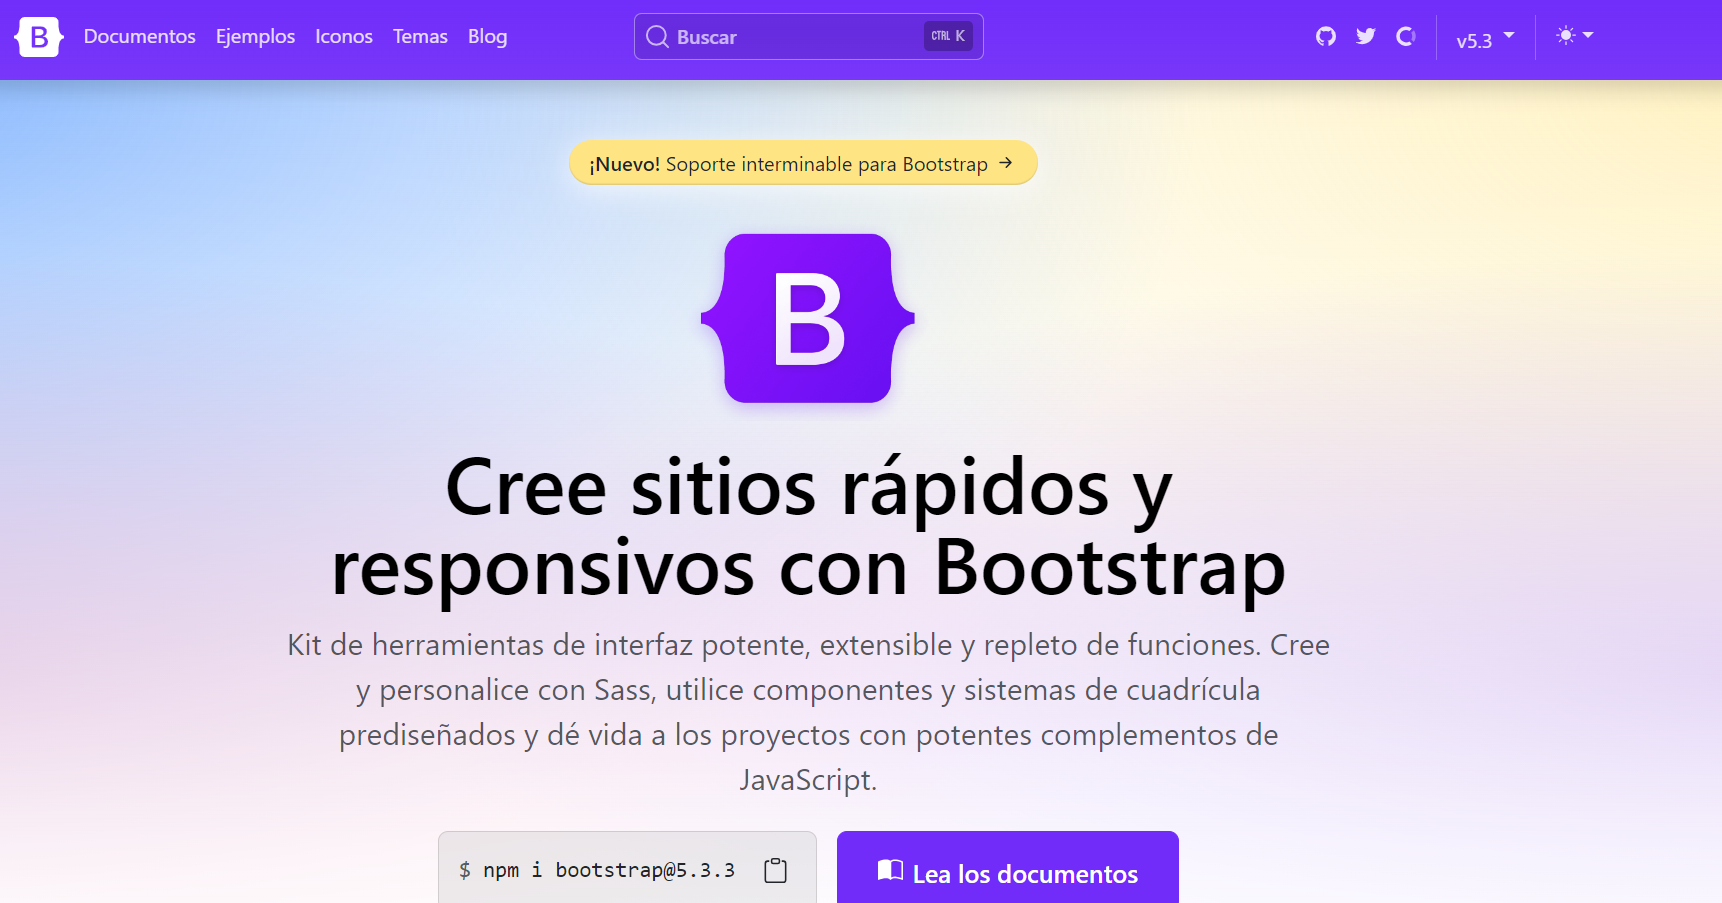 B Documentos Ejemplos Iconos Temas Blog Buscar CTRL K v5.3
¡Nuevo! Soporte interminable para Bootstrap →
B
Cree sitios rápidos y
responsivos con Bootstrap
Kit de herramientas de interfaz potente, extensible y repleto de funciones. Cree
y personalice con Sass, utilice componentes y sistemas de cuadrícula
prediseñados y dé vida a los proyectos con potentes complementos de
JavaScript.
$ npm i bootstrap@5.3.3 Lea los documentos